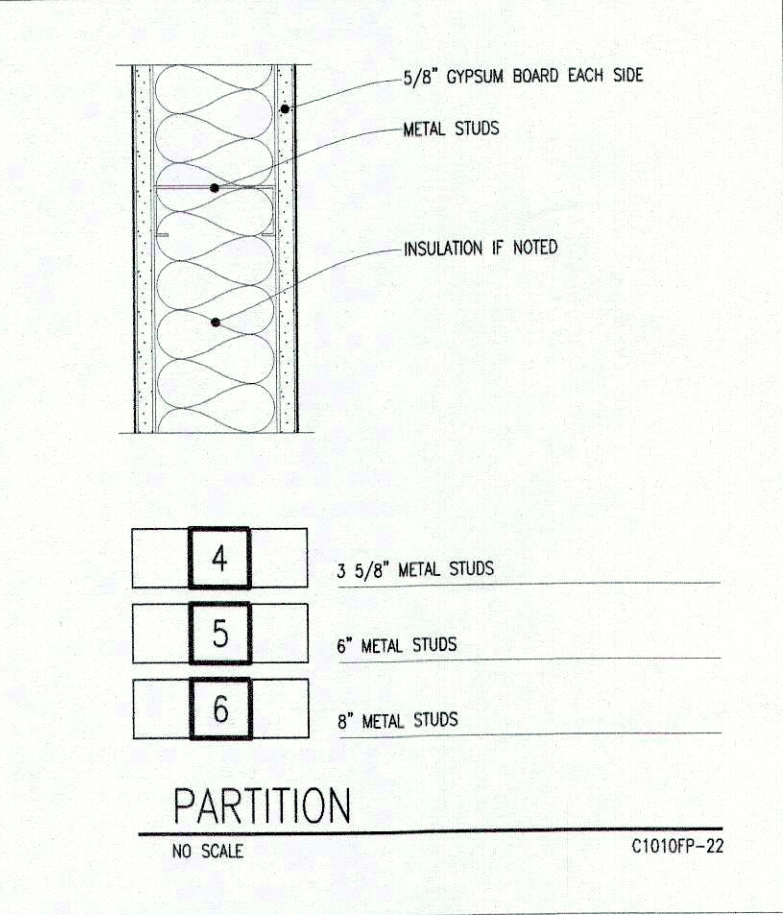 5/8" GYPSUM BOARD EACH SIDE
METAL STUDS
INSULATION IF NOTED
4 3 5/8" METAL STUDS
5 6" METAL STUDS
6 8" METAL STUDS
PARTITION
NO SCALE C1010FP-22